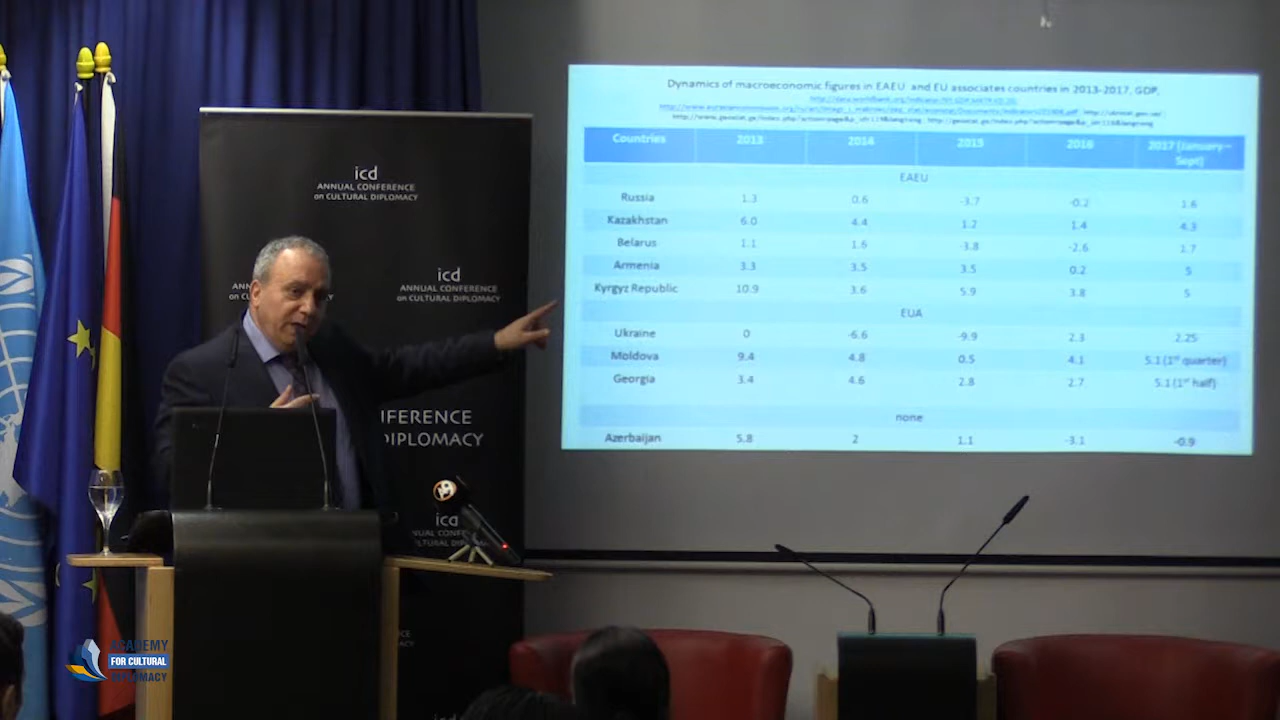 Dynamics of macroeconomic figures in EAEU and EU associates countries in 2013-2017, GDP,
Countries 2013 2014 2015 2016 2017 (January – Sept)
EAEU
Russia 1.3 0.6 -3.7 -0.2 1.6
Kazakhstan 6.0 4.4 1.2 1.4 4.3
Belarus 1.1 1.6 -3.8 -2.6 1.7
Armenia 3.3 3.5 3.5 0.2 5
Kyrgyz Republic 10.9 3.6 5.9 3.8 5
EUA
Ukraine 0 -6.6 -9.9 2.3 2.25
Moldova 9.4 4.8 0.5 4.1 5.1 (1st quarter)
Georgia 3.4 4.6 2.8 2.7 5.1 (1st half)
none
Azerbaijan 5.8 2 1.1 -3.1 -0.9
icd
ANNUAL CONFERENCE
on CULTURAL DIPLOMACY
icd
ANNUAL CONFERENCE
on CULTURAL DIPLOMACY
ANN
on C
NFERENCE
DIPLOMACY
icd
ACADEMY
FOR CULTURAL
DIPLOMACY